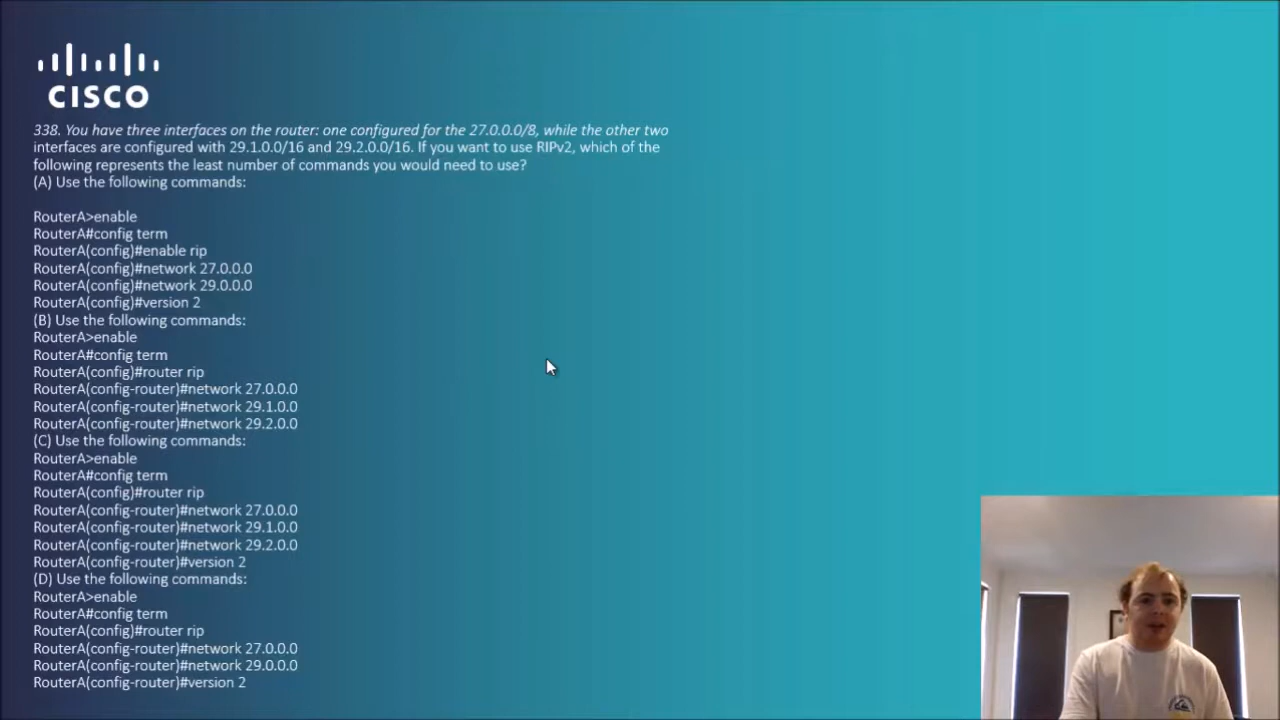 CISCO
338. You have three interfaces on the router: one configured for the 27.0.0.0/8, while the other two
interfaces are configured with 29.1.0.0/16 and 29.2.0.0/16. If you want to use RIPv2, which of the
following represents the least number of commands you would need to use?
(A) Use the following commands:
RouterA>enable
RouterA#config term
RouterA(config)#enable rip
RouterA(config)#network 27.0.0.0
RouterA(config)#network 29.0.0.0
RouterA(config)#version 2
(B) Use the following commands:
RouterA>enable
RouterA#config term
RouterA(config)#router rip
RouterA(config-router)#network 27.0.0.0
RouterA(config-router)#network 29.1.0.0
RouterA(config-router)#network 29.2.0.0
(C) Use the following commands:
RouterA>enable
RouterA#config term
RouterA(config)#router rip
RouterA(config-router)#network 27.0.0.0
RouterA(config-router)#network 29.1.0.0
RouterA(config-router)#network 29.2.0.0
RouterA(config-router)#version 2
(D) Use the following commands:
RouterA>enable
RouterA#config term
RouterA(config)#router rip
RouterA(config-router)#network 27.0.0.0
RouterA(config-router)#network 29.0.0.0
RouterA(config-router)#version 2